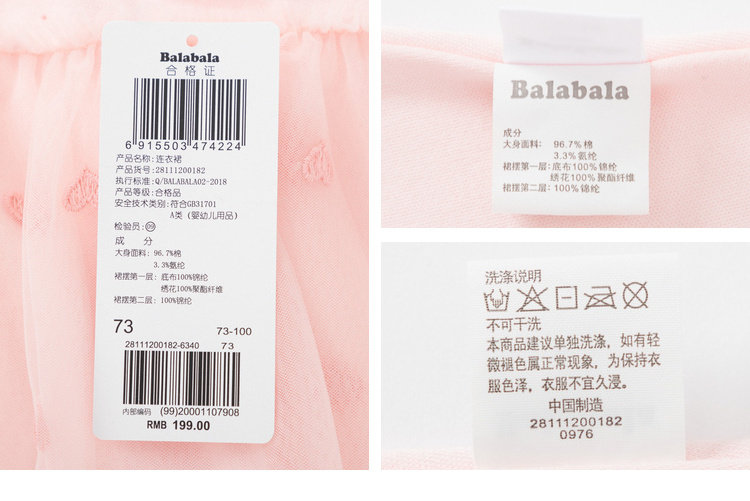 Balabala
合格证
6 915503 474224
产品名称: 连衣裙
产品货号: 28111200182
执行标准: Q/BALABALA02-2018
产品等级: 合格品
安全技术类别: 符合GB31701
A类 (婴幼儿用品)
检验员:
成 分
大身面料: 96.7%棉
3.3%氨纶
裙摆第一层: 底布100%锦纶
绣花100%聚酯纤维
裙摆第二层: 100%锦纶
73 73-100
28111200182-6340 73
内部编码 (99)20001107908
RMB 199.00
Balabala
成分
大身面料: 96.7%棉
3.3%氨纶
裙摆第一层: 底布100%锦纶
绣花100%聚酯纤维
裙摆第二层: 100%锦纶
洗涤说明
不可干洗
本商品建议单独洗涤, 如有轻
微褪色属正常现象, 为保持衣
服色泽, 衣服不宜久浸。
中国制造
28111200182
0976